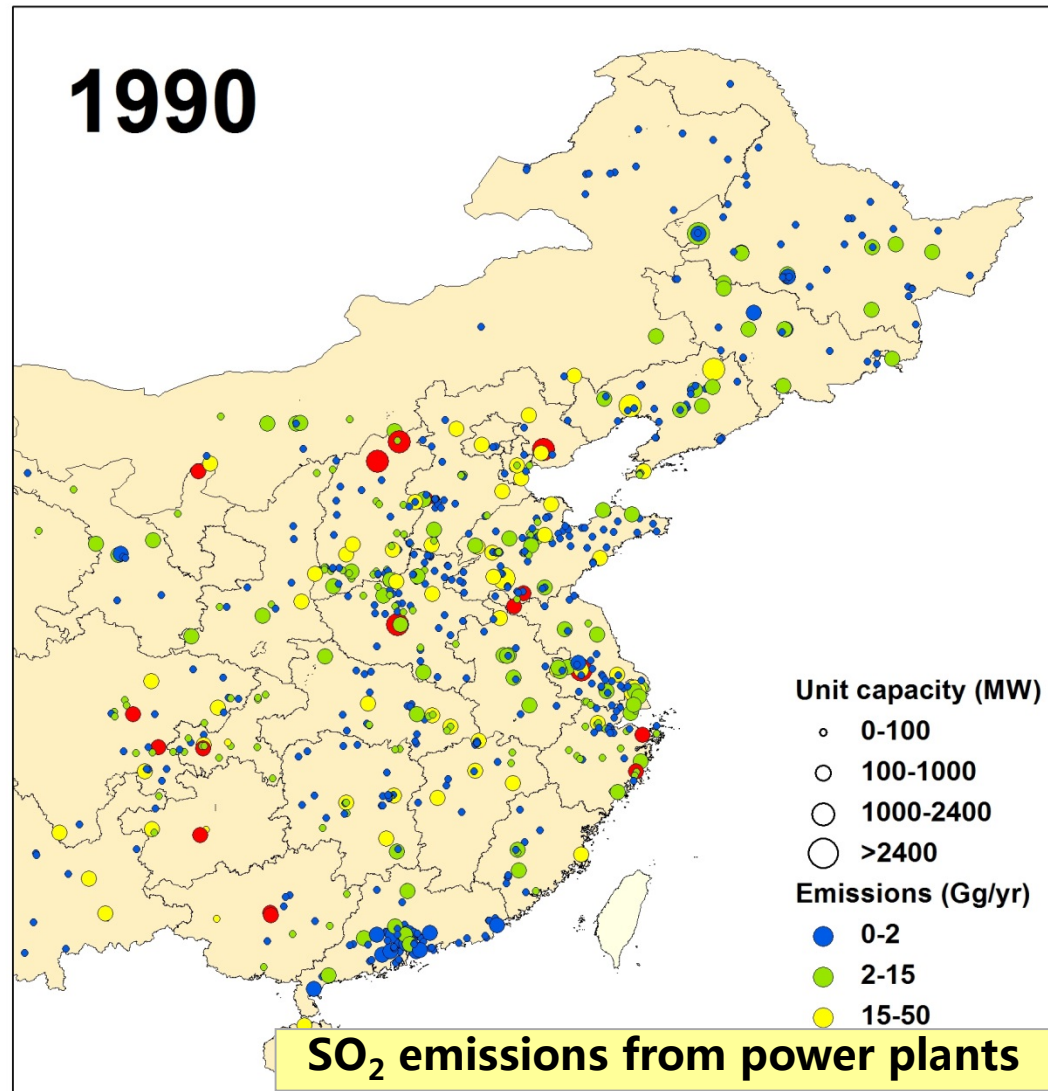 1990
Unit capacity (MW)
0-100
100-1000
1000-2400
>2400
Emissions (Gg/yr)
0-2
2-15
15-50
SO₂ emissions from power plants